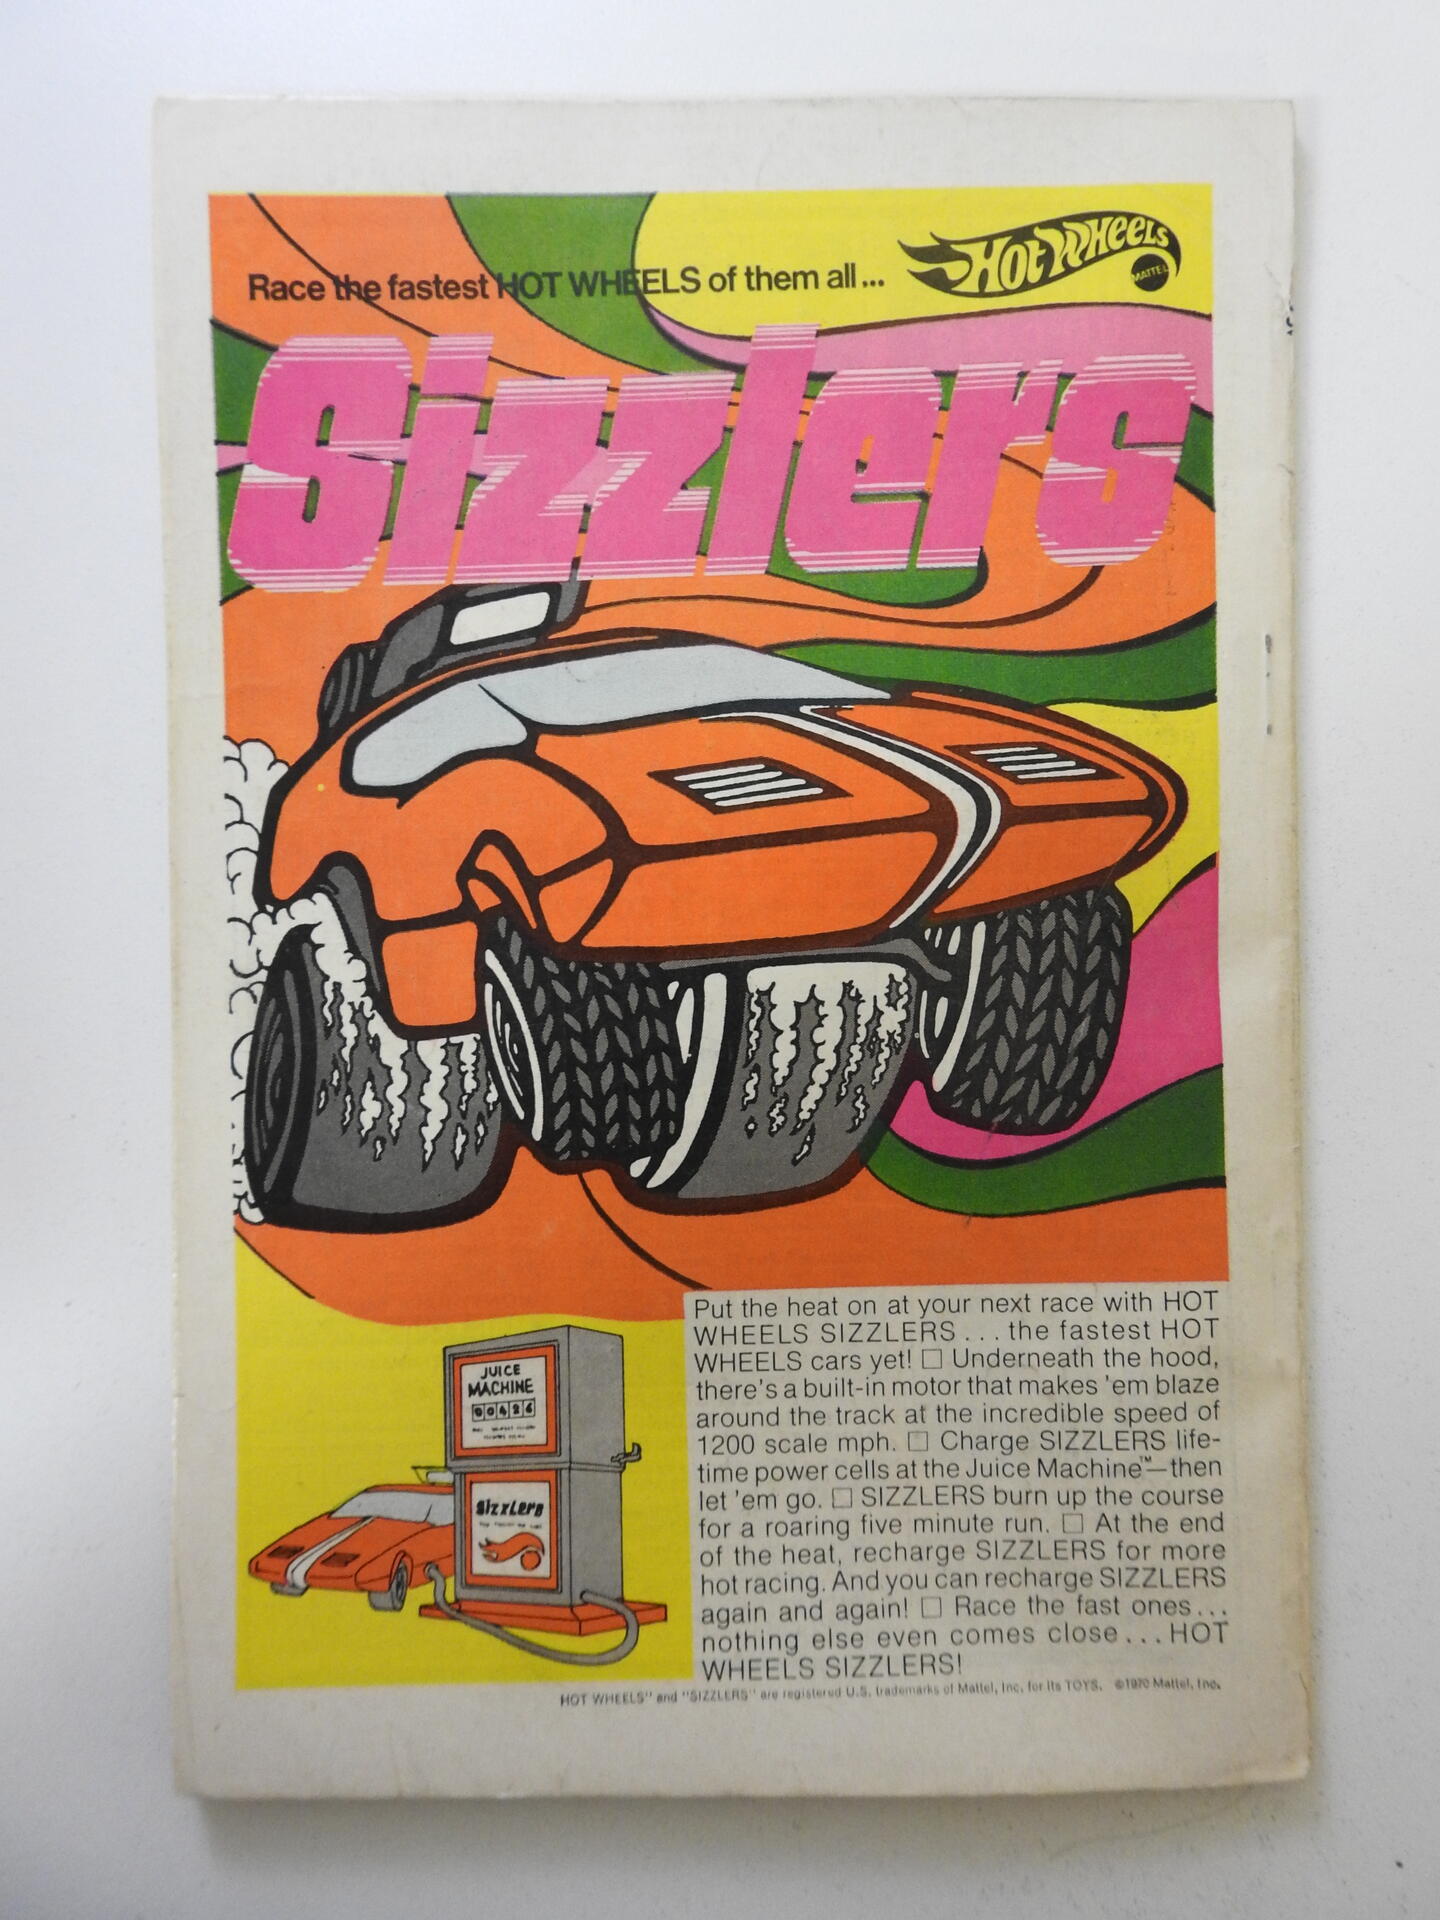 Race the fastest HOT WHEELS of them all...
Hot Wheels
MATTEL
Sizzlers
JUICE
MACHINE
Sizzlers
Put the heat on at your next race with HOT
WHEELS SIZZLERS... the fastest HOT
WHEELS cars yet! □ Underneath the hood,
there's a built-in motor that makes 'em blaze
around the track at the incredible speed of
1200 scale mph. □ Charge SIZZLERS life-
time power cells at the Juice Machine™—then
let 'em go. □ SIZZLERS burn up the course
for a roaring five minute run. □ At the end
of the heat, recharge SIZZLERS for more
hot racing. And you can recharge SIZZLERS
again and again! □ Race the fast ones...
nothing else even comes close... HOT
WHEELS SIZZLERS!
HOT WHEELS" and "SIZZLERS" are registered U.S. trademarks of Mattel, Inc. for its TOYS. ©1970 Mattel, Inc.